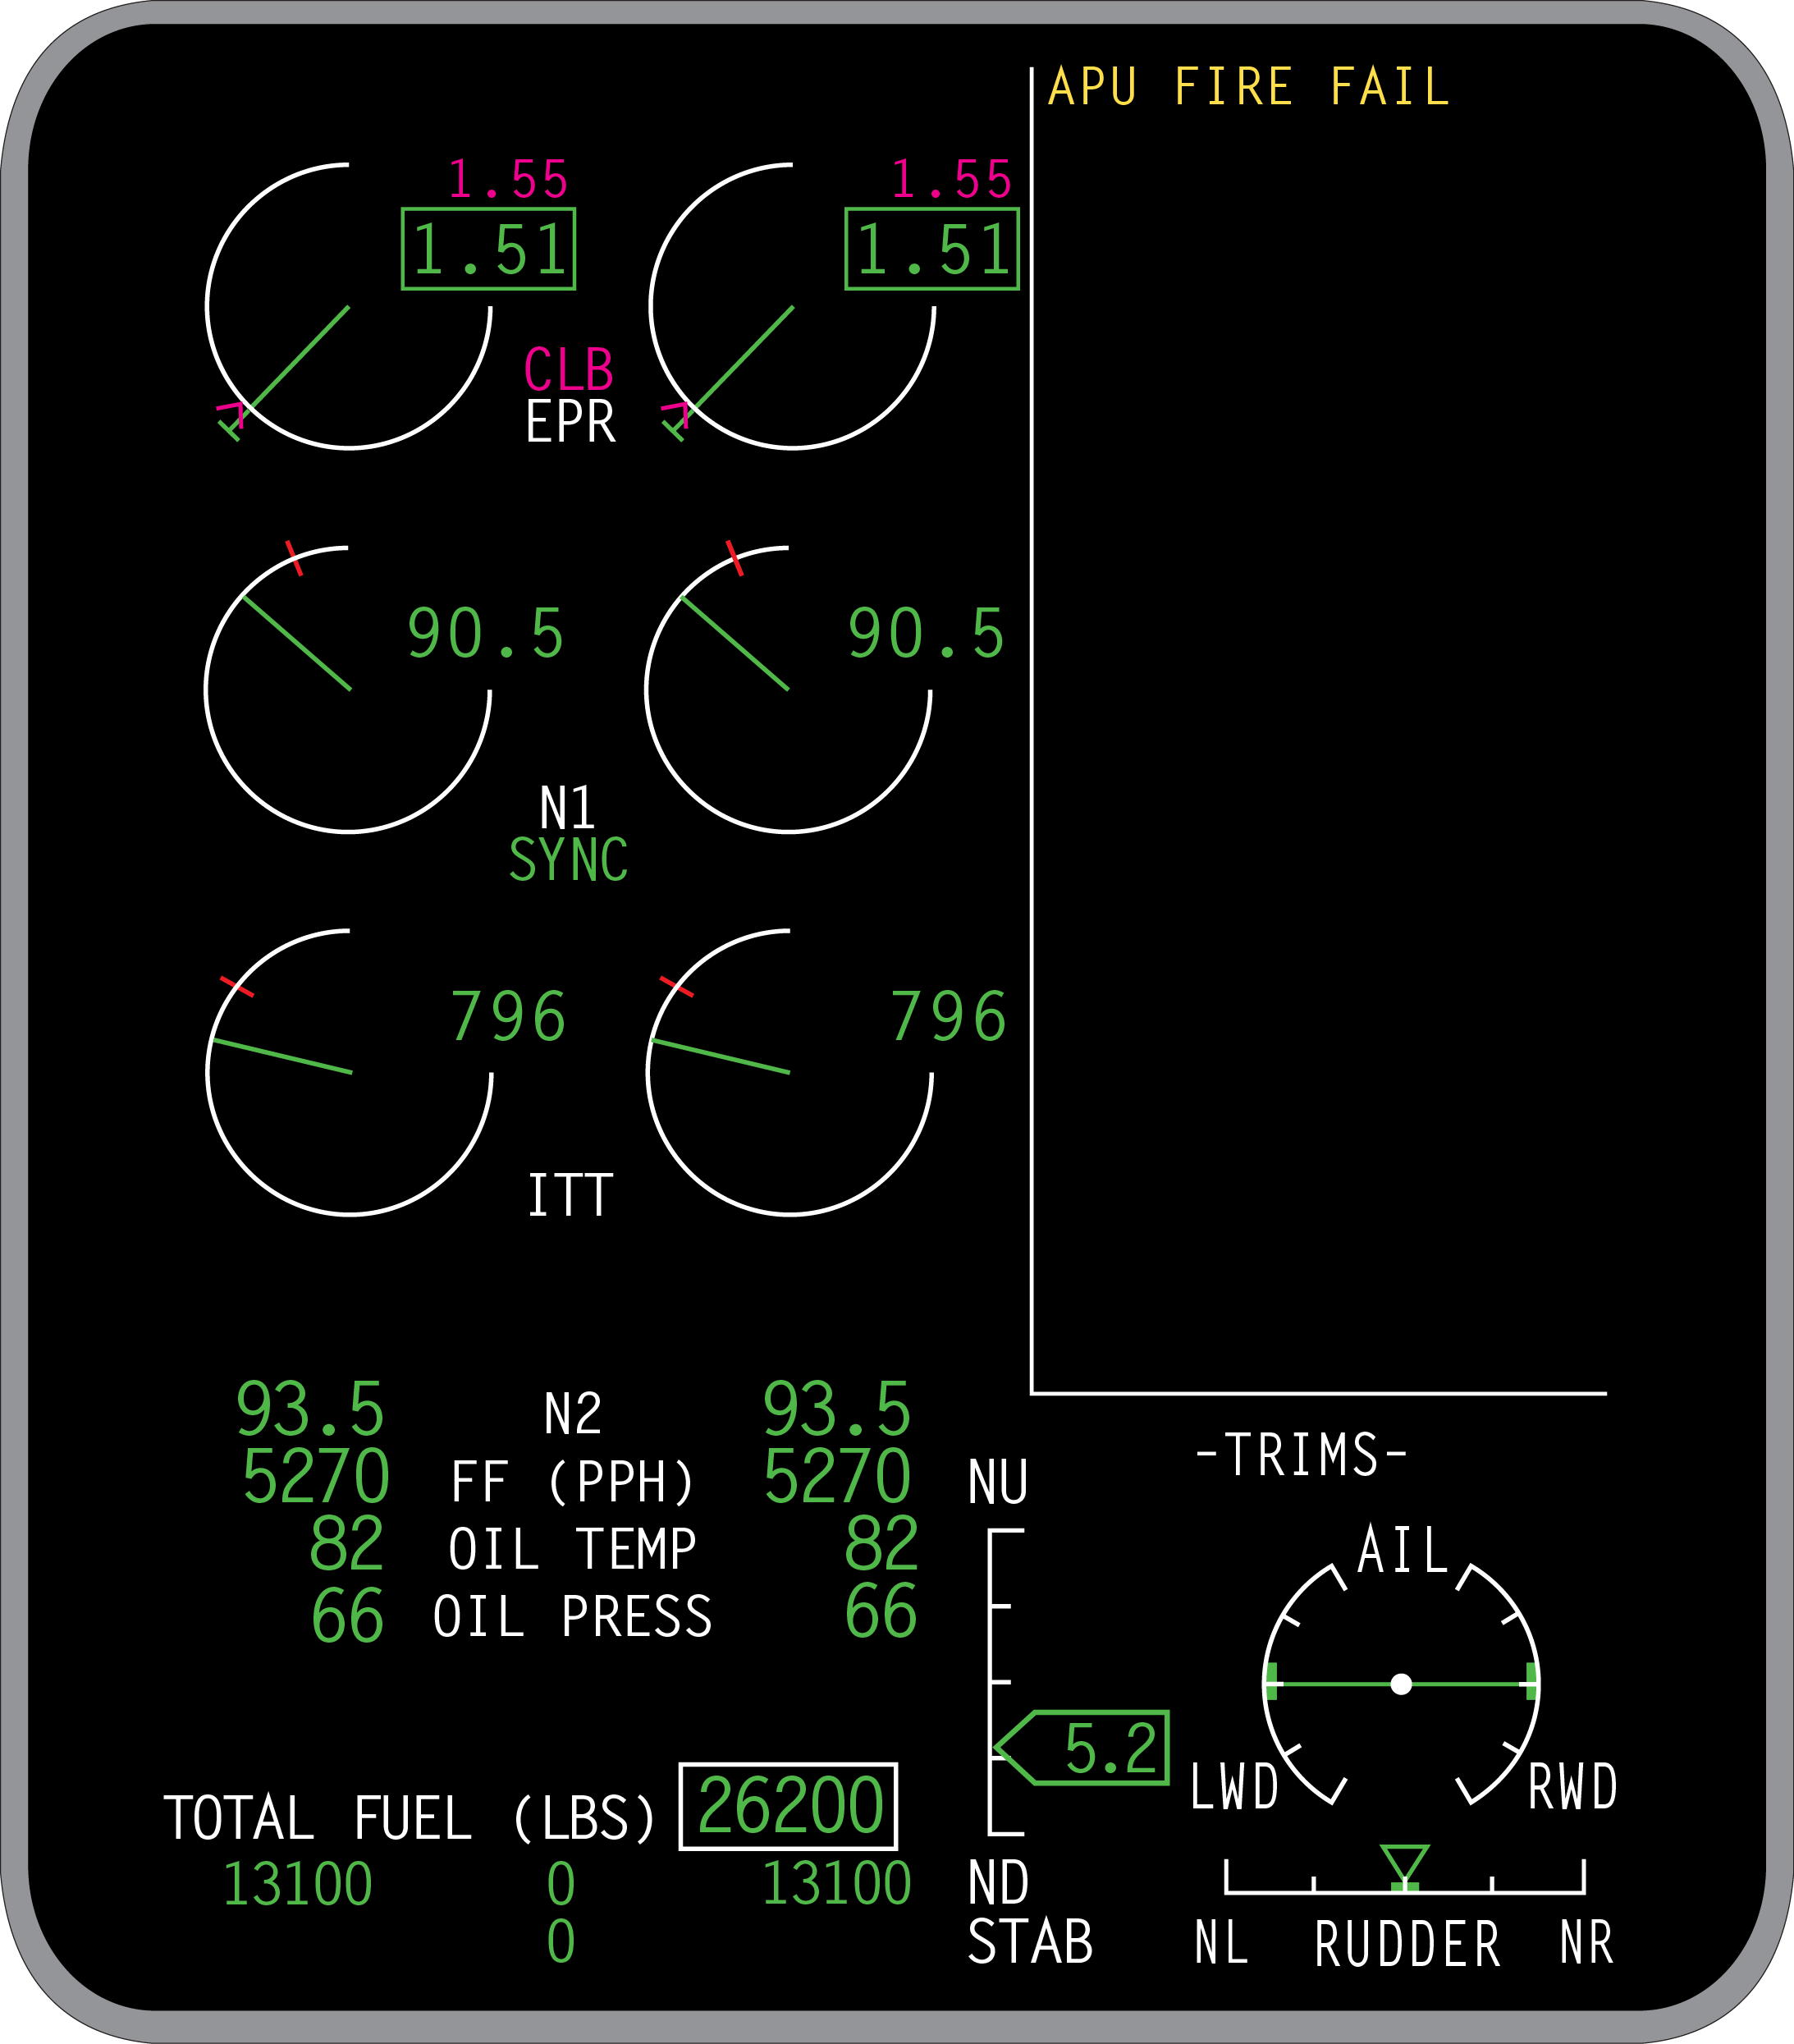 APU FIRE FAIL
1.55 1.55
1.51 1.51
CLB
EPR
90.5 90.5
N1
SYNC
796 796
ITT
93.5 N2 93.5
5270 FF (PPH) 5270
82 OIL TEMP 82
66 OIL PRESS 66
TOTAL FUEL (LBS) 26200
13100 0 13100
0
-TRIMS-
NU
AIL
5.2
LWD RWD
ND
STAB
NL RUDDER NR